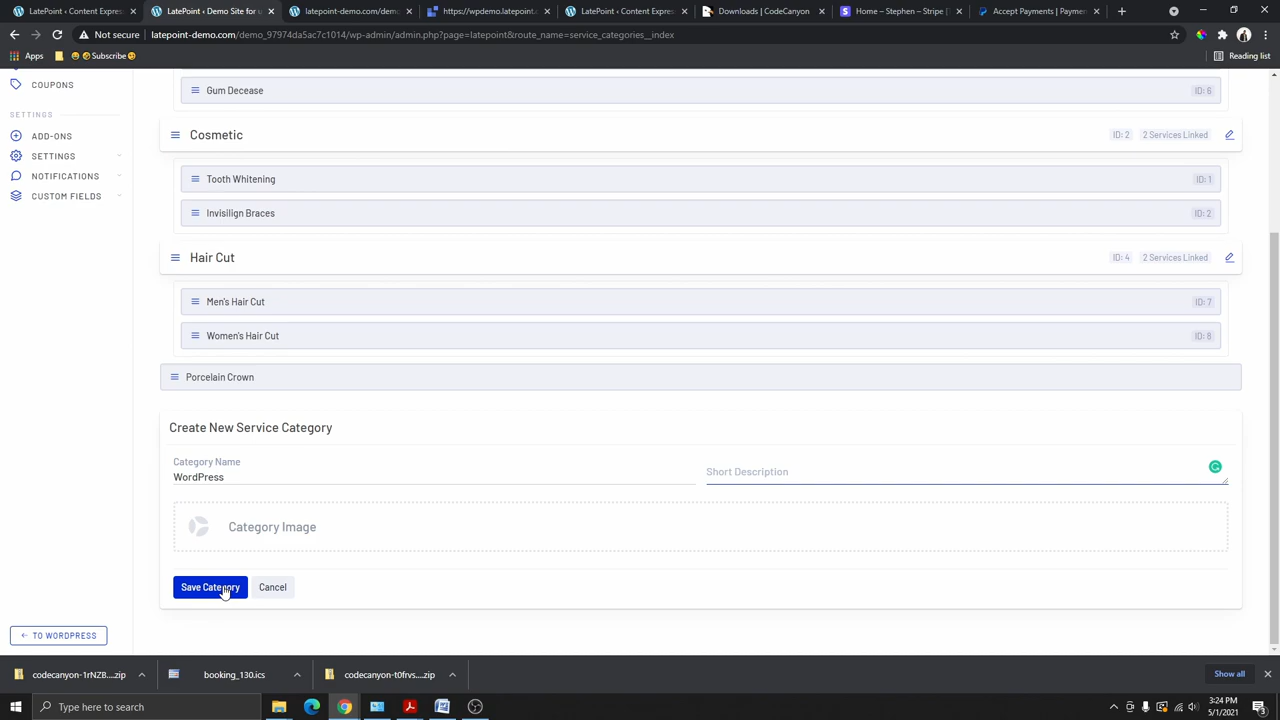 LatePoint ‹ Content Expert
LatePoint ‹ Demo Site for u
latepoint-demo.com/demo
https://wpdemo.latepoint.a
LatePoint ‹ Content Expres
Downloads | CodeCanyon
Home – Stephen – Stripe [
Accept Payments | Paymen
Not secure
latepoint-demo.com/demo_97974da5ac7c1014/wp-admin/admin.php?page=latepoint&route_name=service_categories__index
Apps
Subscribe
Reading list
COUPONS
SETTINGS
ADD-ONS
SETTINGS
NOTIFICATIONS
CUSTOM FIELDS
← TO WORDPRESS
Gum Decease
ID: 6
Cosmetic
ID: 2
2 Services Linked
Tooth Whitening
ID: 1
Invisilign Braces
ID: 2
Hair Cut
ID: 4
2 Services Linked
Men's Hair Cut
ID: 7
Women's Hair Cut
ID: 8
Porcelain Crown
Create New Service Category
Category Name
WordPress
Short Description
Category Image
Save Category
Cancel
codecanyon-1rNZB....zip
booking_130.ics
codecanyon-t0frvs....zip
Show all
Type here to search
3:24 PM
5/1/2021